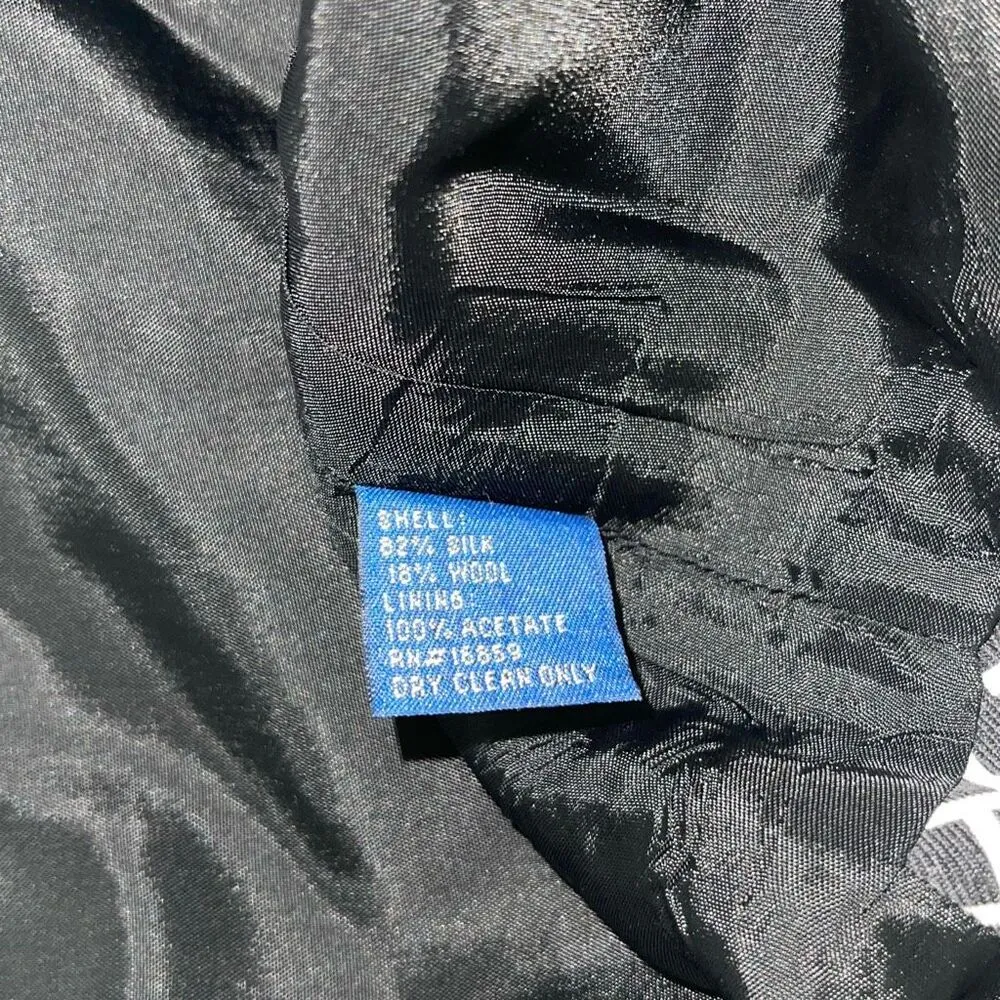 SHELL:
82% SILK
18% WOOL
LINING:
100% ACETATE
RN#16859
DRY CLEAN ONLY